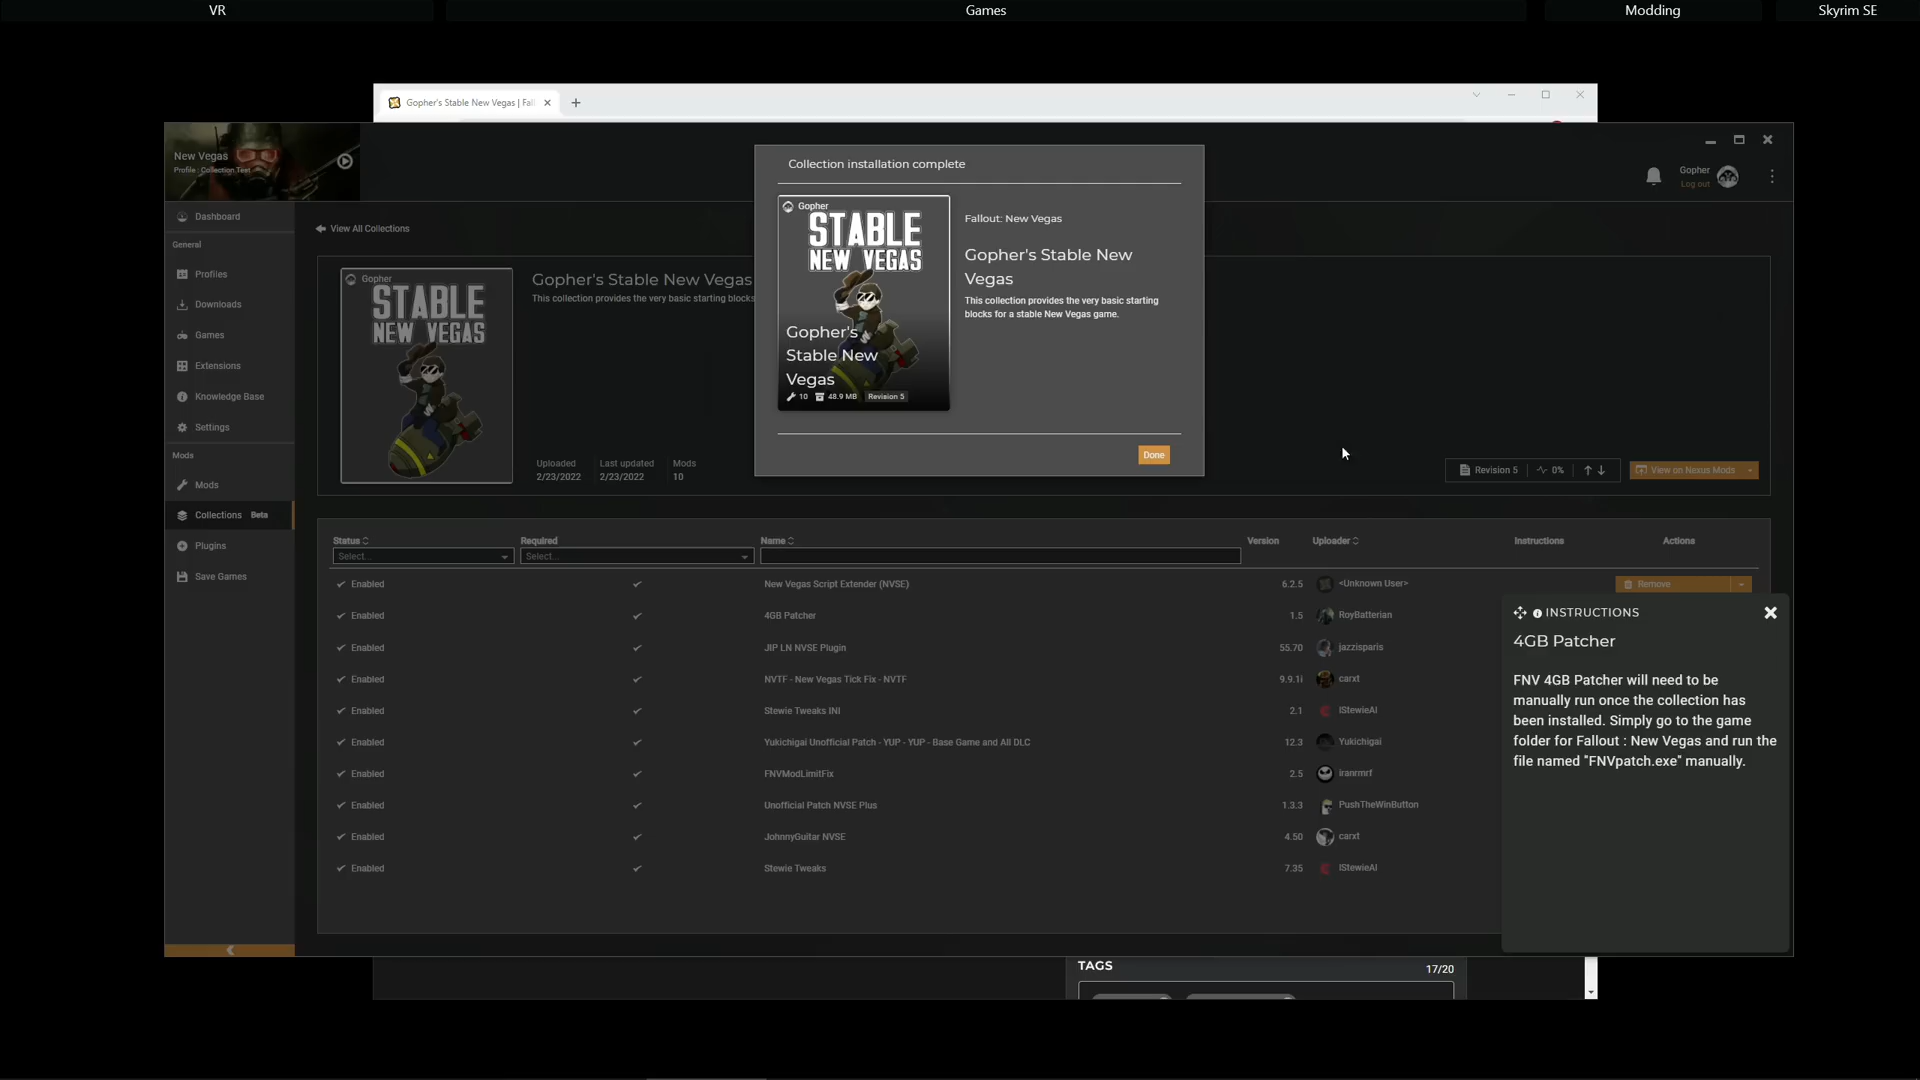 VR
Games
Modding
Skyrim SE
Gopher's Stable New Vegas | Fal
New Vegas
Profile : Collection Test
Gopher
Log out
Dashboard
General
Profiles
Downloads
Games
Extensions
Knowledge Base
Settings
Mods
Mods
Collections Beta
Plugins
Save Games
View All Collections
Gopher
STABLE
NEW VEGAS
Gopher's Stable New Vegas
This collection provides the very basic starting blocks
Uploaded
2/23/2022
Last updated
2/23/2022
Mods
10
Revision 5
0%
View on Nexus Mods
Collection installation complete
Gopher
STABLE
NEW VEGAS
Gopher's
Stable New
Vegas
10
48.9 MB
Revision 5
Fallout: New Vegas
Gopher's Stable New
Vegas
This collection provides the very basic starting
blocks for a stable New Vegas game.
Done
Status
Required
Name
Version
Uploader
Instructions
Actions
Select...
Select...
Enabled New Vegas Script Extender (NVSE) 6.2.5 <Unknown User> Remove
Enabled 4GB Patcher 1.5 RoyBatterian
Enabled JIP LN NVSE Plugin 55.70 jazzisparis
Enabled NVTF - New Vegas Tick Fix - NVTF 9.9.1i carxt
Enabled Stewie Tweaks INI 2.1 lStewieAl
Enabled Yukichigai Unofficial Patch - YUP - YUP - Base Game and All DLC 12.3 Yukichigai
Enabled FNVModLimitFix 2.5 iranrmrf
Enabled Unofficial Patch NVSE Plus 1.3.3 PushTheWinButton
Enabled JohnnyGuitar NVSE 4.50 carxt
Enabled Stewie Tweaks 7.35 lStewieAl
INSTRUCTIONS
4GB Patcher
FNV 4GB Patcher will need to be
manually run once the collection has
been installed. Simply go to the game
folder for Fallout : New Vegas and run the
file named "FNVpatch.exe" manually.
TAGS
17/20